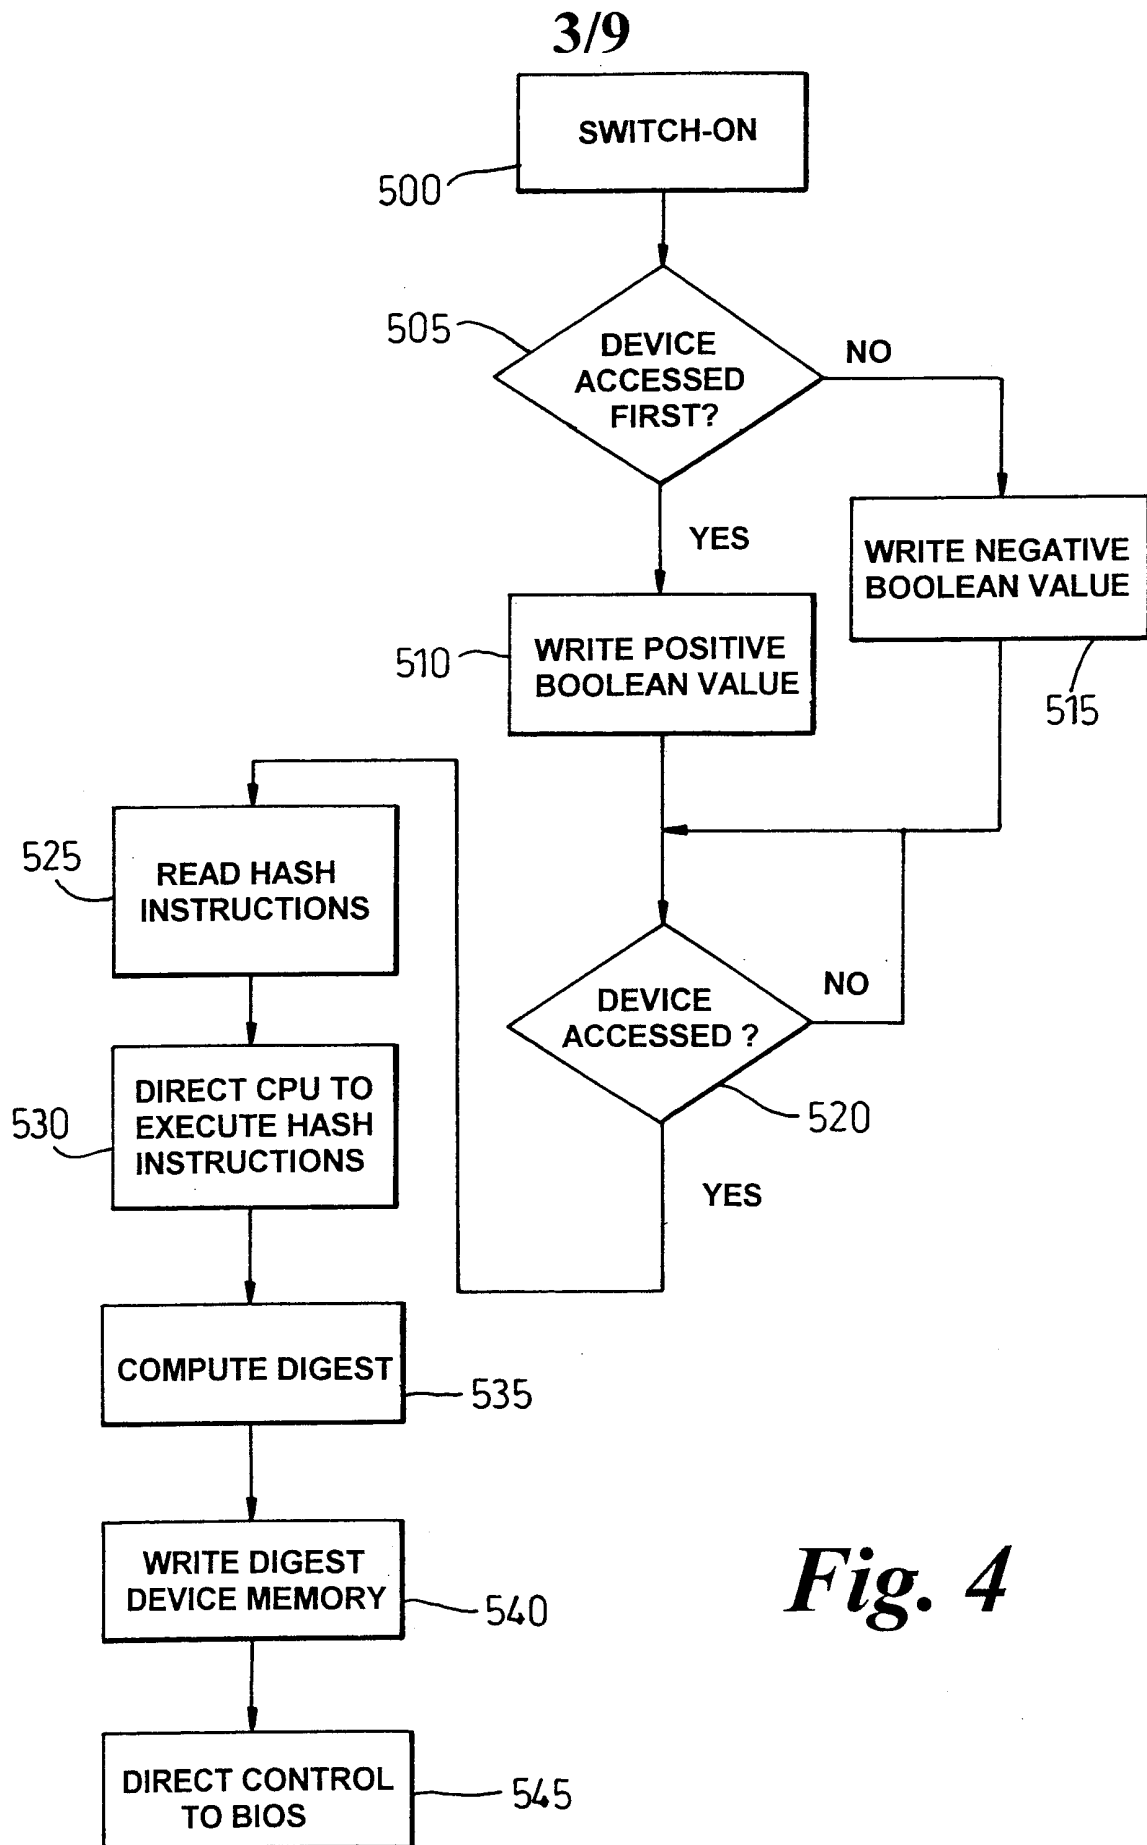 3/9
SWITCH-ON
500
505
DEVICE
ACCESSED
FIRST?
NO
YES
WRITE NEGATIVE
BOOLEAN VALUE
515
510
WRITE POSITIVE
BOOLEAN VALUE
525
READ HASH
INSTRUCTIONS
DEVICE
ACCESSED ?
NO
520
YES
530
DIRECT CPU TO
EXECUTE HASH
INSTRUCTIONS
COMPUTE DIGEST
535
WRITE DIGEST
DEVICE MEMORY
540
DIRECT CONTROL
TO BIOS
545
Fig. 4